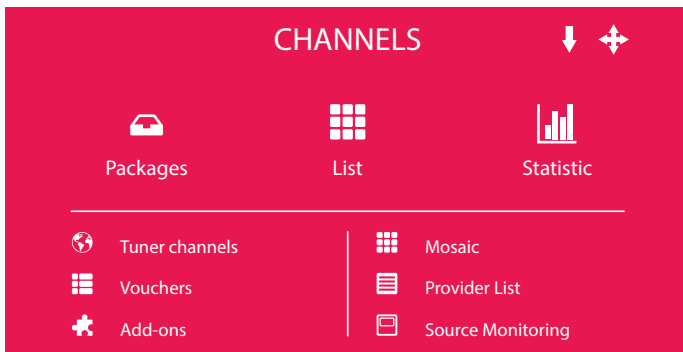 CHANNELS
Packages
List
Statistic
Tuner channels
Mosaic
Vouchers
Provider List
Add-ons
Source Monitoring